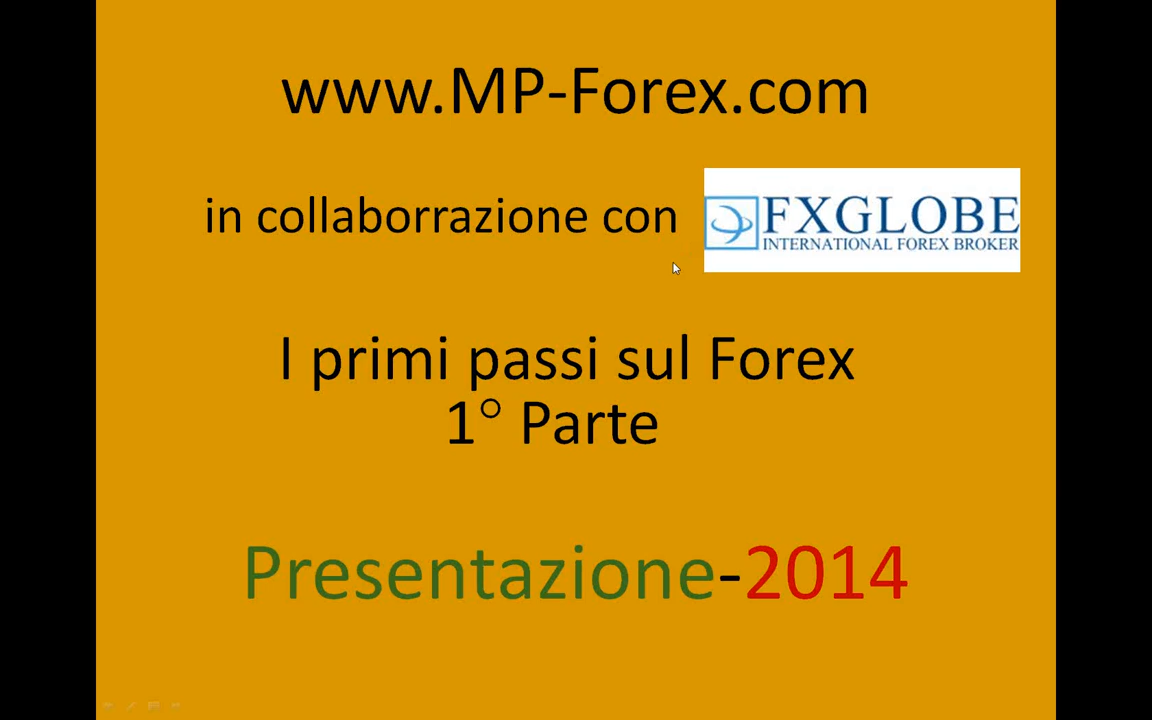 www.MP-Forex.com
in collaborrazione con
FXGLOBE
INTERNATIONAL FOREX BROKER
I primi passi sul Forex
1° Parte
Presentazione-2014